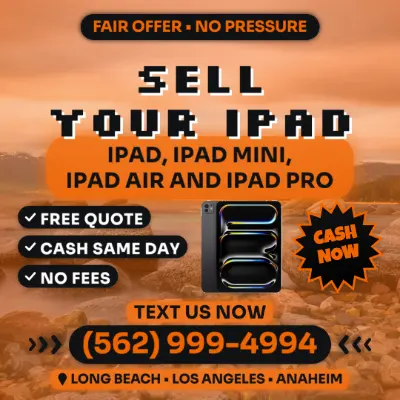 FAIR OFFER • NO PRESSURE
SELL
YOUR IPAD
IPAD, IPAD MINI,
IPAD AIR AND IPAD PRO
✓ FREE QUOTE
✓ CASH SAME DAY
✓ NO FEES
CASH
NOW
TEXT US NOW
››› (562) 999-4994 ‹‹‹
LONG BEACH • LOS ANGELES • ANAHEIM